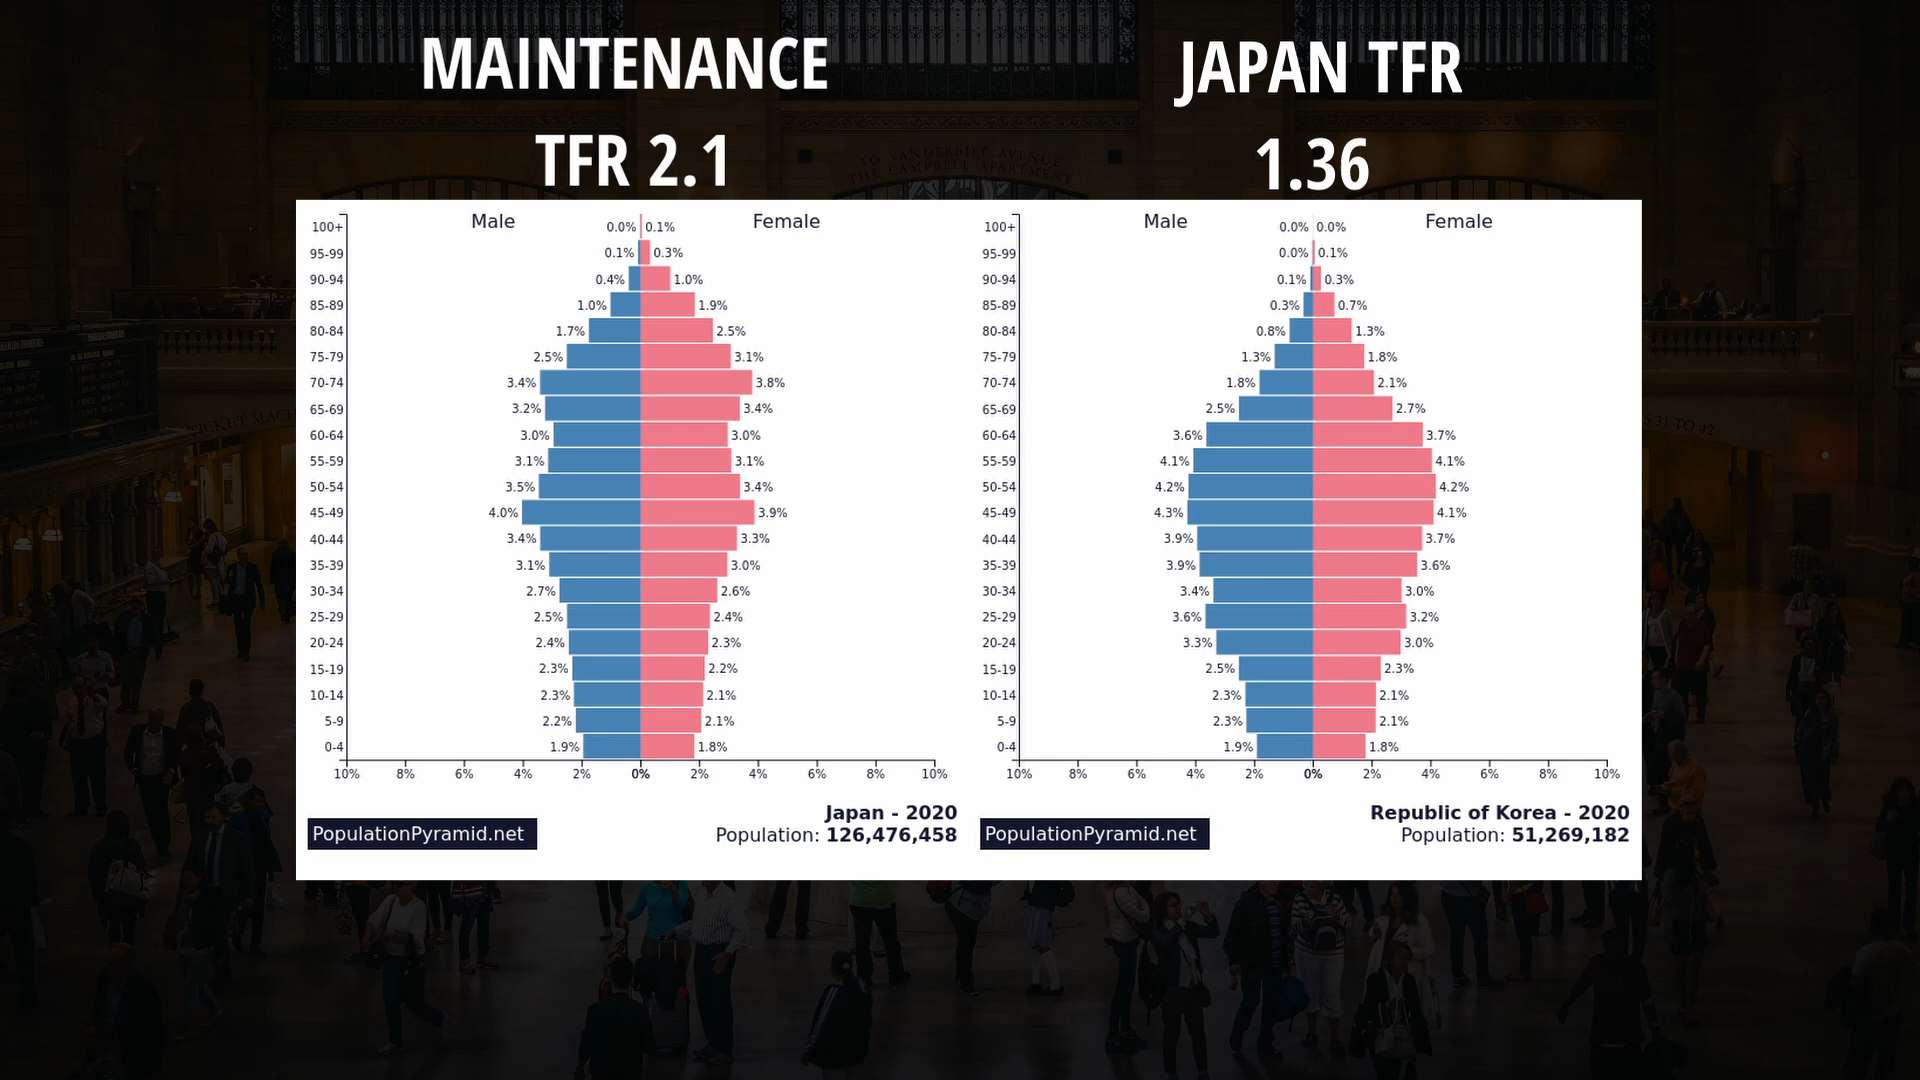 MAINTENANCE
TFR 2.1
JAPAN TFR
1.36
TO VANDERBILT AVENUE
THE CAMPBELL APARTMENT
Male Female
100+ 0.0% 0.1%
95-99 0.1% 0.3%
90-94 0.4% 1.0%
85-89 1.0% 1.9%
80-84 1.7% 2.5%
75-79 2.5% 3.1%
70-74 3.4% 3.8%
65-69 3.2% 3.4%
60-64 3.0% 3.0%
55-59 3.1% 3.1%
50-54 3.5% 3.4%
45-49 4.0% 3.9%
40-44 3.4% 3.3%
35-39 3.1% 3.0%
30-34 2.7% 2.6%
25-29 2.5% 2.4%
20-24 2.4% 2.3%
15-19 2.3% 2.2%
10-14 2.3% 2.1%
5-9 2.2% 2.1%
0-4 1.9% 1.8%
10% 8% 6% 4% 2% 0% 2% 4% 6% 8% 10%
Japan - 2020
PopulationPyramid.net Population: 126,476,458
Male Female
100+ 0.0% 0.0%
95-99 0.0% 0.1%
90-94 0.1% 0.3%
85-89 0.3% 0.7%
80-84 0.8% 1.3%
75-79 1.3% 1.8%
70-74 1.8% 2.1%
65-69 2.5% 2.7%
60-64 3.6% 3.7%
55-59 4.1% 4.1%
50-54 4.2% 4.2%
45-49 4.3% 4.1%
40-44 3.9% 3.7%
35-39 3.9% 3.6%
30-34 3.4% 3.0%
25-29 3.6% 3.2%
20-24 3.3% 3.0%
15-19 2.5% 2.3%
10-14 2.3% 2.1%
5-9 2.3% 2.1%
0-4 1.9% 1.8%
10% 8% 6% 4% 2% 0% 2% 4% 6% 8% 10%
Republic of Korea - 2020
PopulationPyramid.net Population: 51,269,182
TICKET MACH
S 31 TO 42